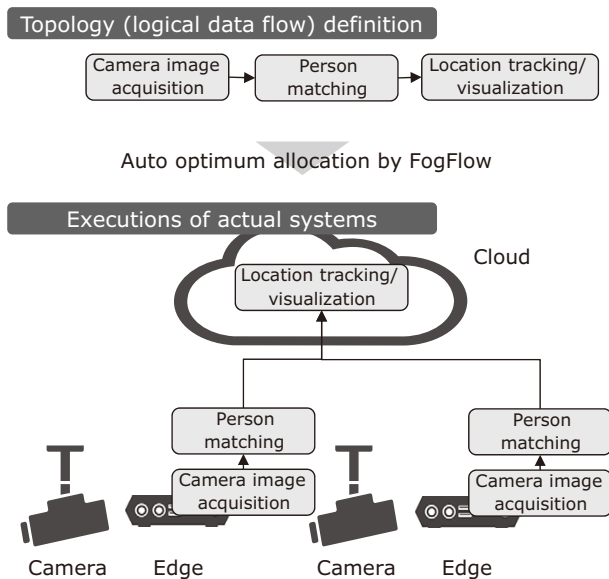 Topology (logical data flow) definition
Camera image
acquisition
Person
matching
Location tracking/
visualization
Auto optimum allocation by FogFlow
Executions of actual systems
Cloud
Location tracking/
visualization
Person
matching
Camera image
acquisition
Person
matching
Camera image
acquisition
Camera
Edge
Camera
Edge